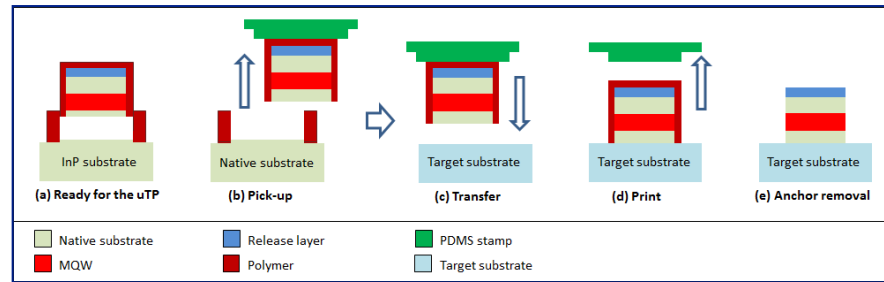 InP substrate
Native substrate
Target substrate
Target substrate
Target substrate
(a) Ready for the uTP
(b) Pick-up
(c) Transfer
(d) Print
(e) Anchor removal
Native substrate
Release layer
PDMS stamp
MQW
Polymer
Target substrate